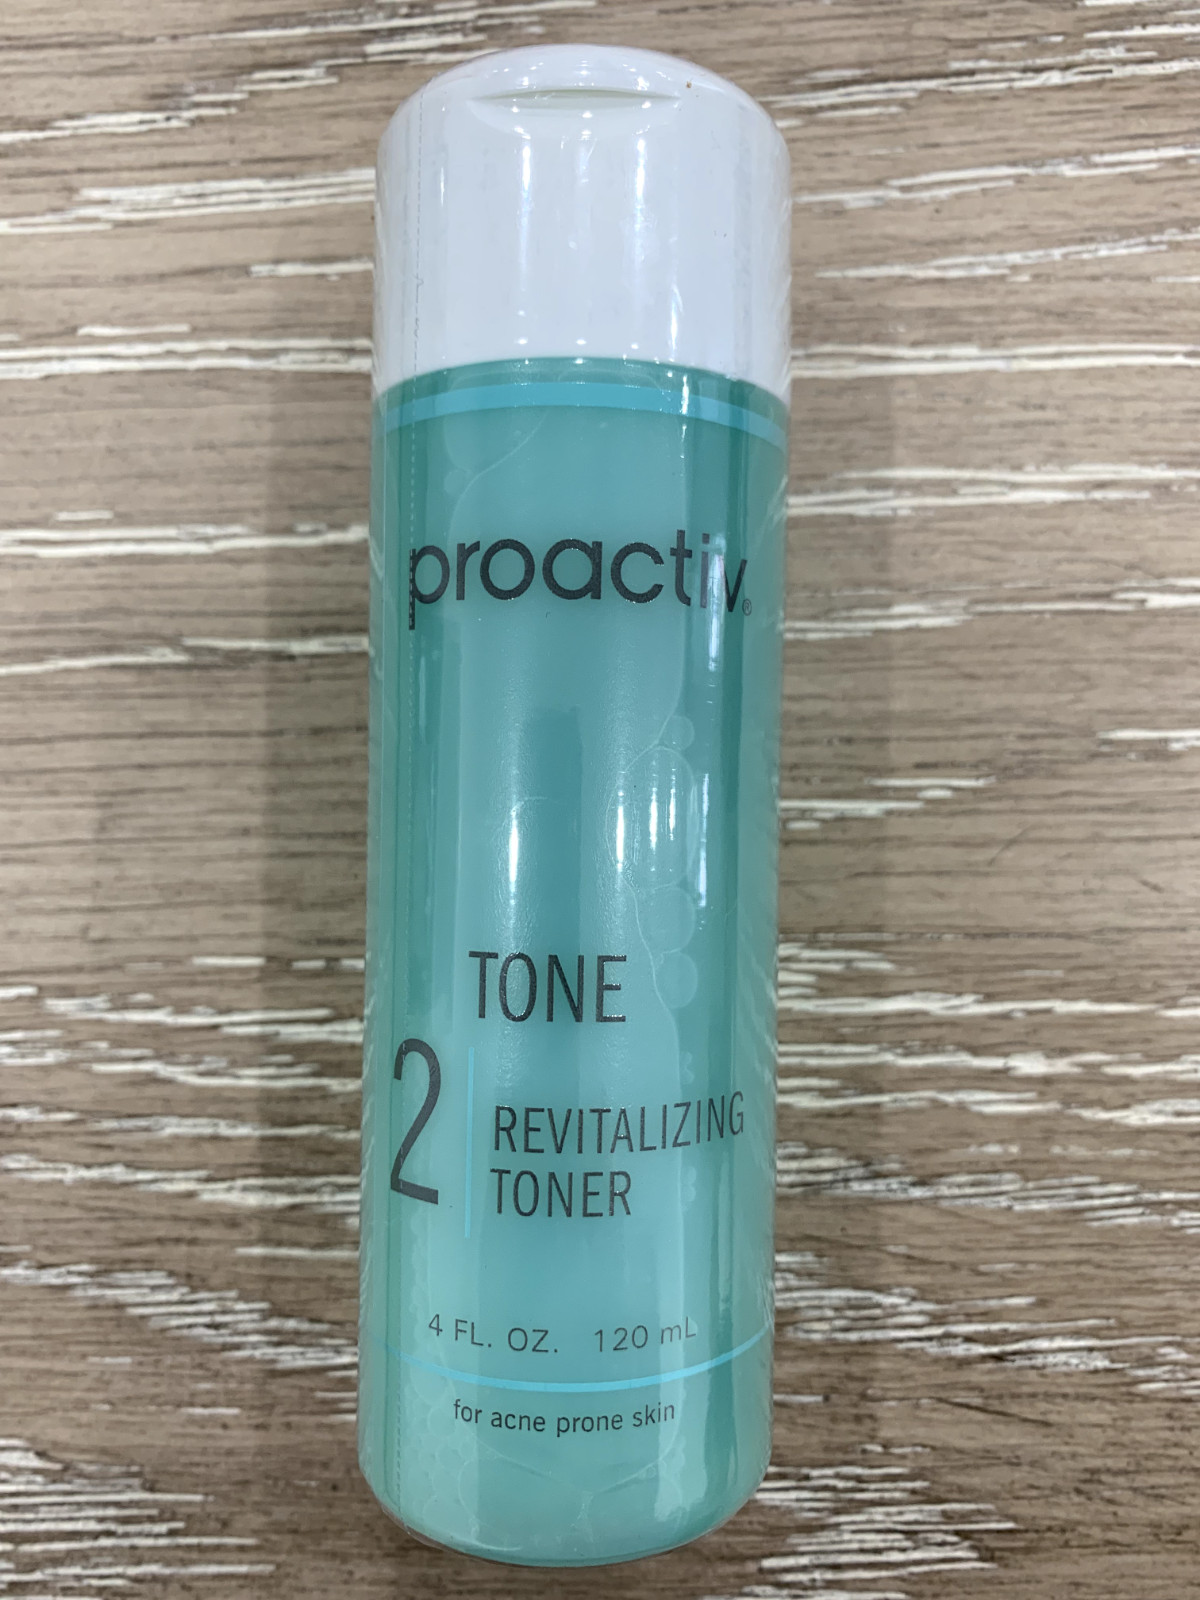 proactiv®
TONE
2
REVITALIZING
TONER
4 FL. OZ. 120 mL
for acne prone skin